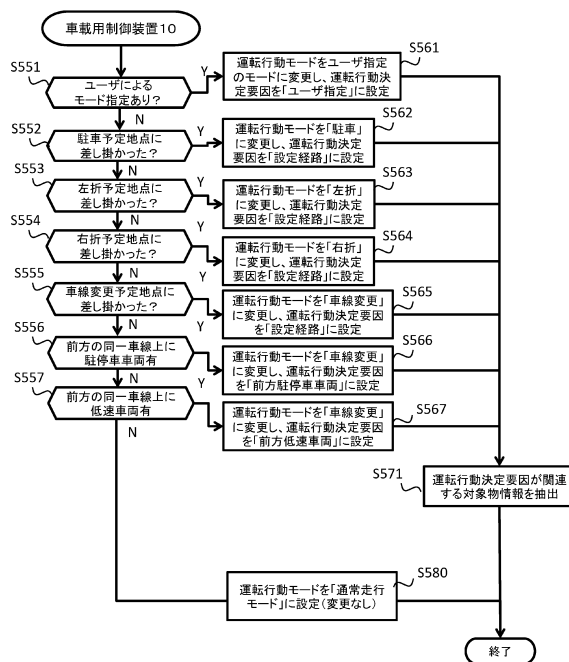 車載用制御装置10
S551
ユーザによる
モード指定あり?
Y
N
S561
運転行動モードをユーザ指定
のモードに変更し、運転行動決
定要因を「ユーザ指定」に設定
S552
駐車予定地点に
差し掛かった?
Y
N
S562
運転行動モードを「駐車」
に変更し、運転行動決定
要因を「設定経路」に設定
S553
左折予定地点に
差し掛かった?
Y
N
S563
運転行動モードを「左折」
に変更し、運転行動決定
要因を「設定経路」に設定
S554
右折予定地点に
差し掛かった?
Y
N
S564
運転行動モードを「右折」
に変更し、運転行動決定
要因を「設定経路」に設定
S555
車線変更予定地点に
差し掛かった?
Y
N
S565
運転行動モードを「車線変更」
に変更し、運転行動決定要因
を「設定経路」に設定
S556
前方の同一車線上に
駐停車車両有
Y
N
S566
運転行動モードを「車線変更」
に変更し、運転行動決定要因
を「前方駐停車車両」に設定
S557
前方の同一車線上に
低速車両有
Y
N
S567
運転行動モードを「車線変更」
に変更し、運転行動決定要因
を「前方低速車両」に設定
S571
運転行動決定要因が関連
する対象物情報を抽出
S580
運転行動モードを「通常走行
モード」に設定(変更なし)
終了